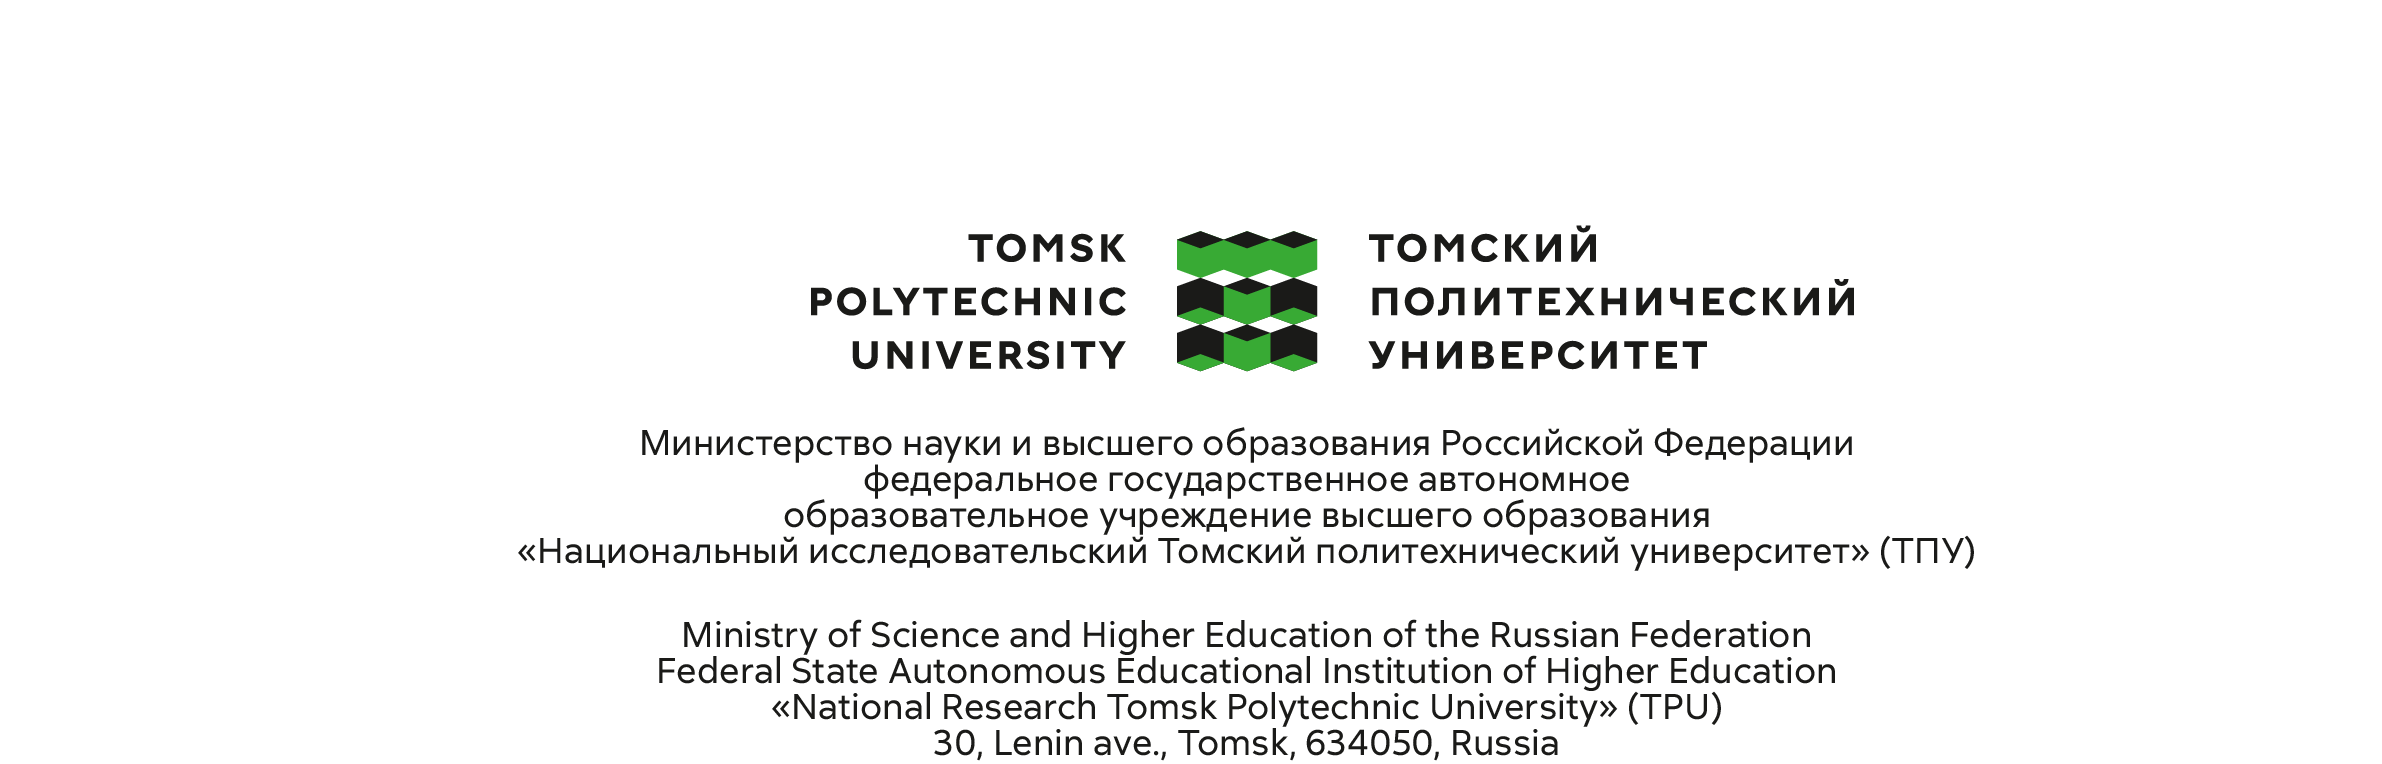 TOMSK
POLYTECHNIC
UNIVERSITY
ТОМСКИЙ
ПОЛИТЕХНИЧЕСКИЙ
УНИВЕРСИТЕТ
Министерство науки и высшего образования Российской Федерации
федеральное государственное автономное
образовательное учреждение высшего образования
«Национальный исследовательский Томский политехнический университет» (ТПУ)
Ministry of Science and Higher Education of the Russian Federation
Federal State Autonomous Educational Institution of Higher Education
«National Research Tomsk Polytechnic University» (TPU)
30, Lenin ave., Tomsk, 634050, Russia